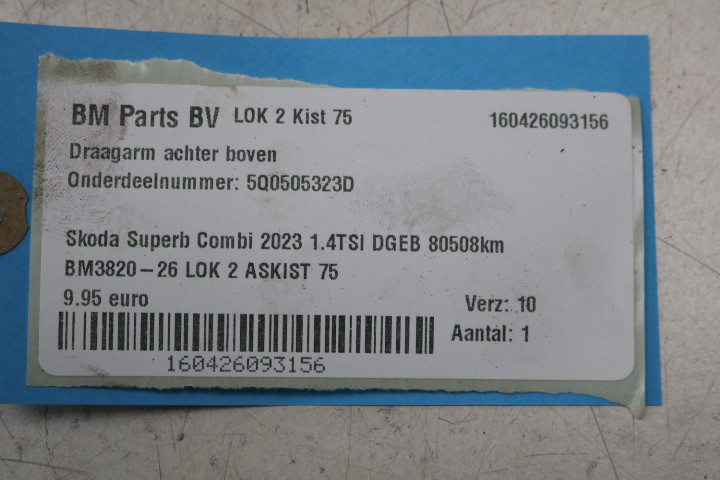 BM Parts BV LOK 2 Kist 75 160426093156
Draagarm achter boven
Onderdeelnummer: 5Q0505323D
Skoda Superb Combi 2023 1.4TSI DGEB 80508km
BM3820-26 LOK 2 ASKIST 75
9.95 euro Verz: 10
Aantal: 1
160426093156